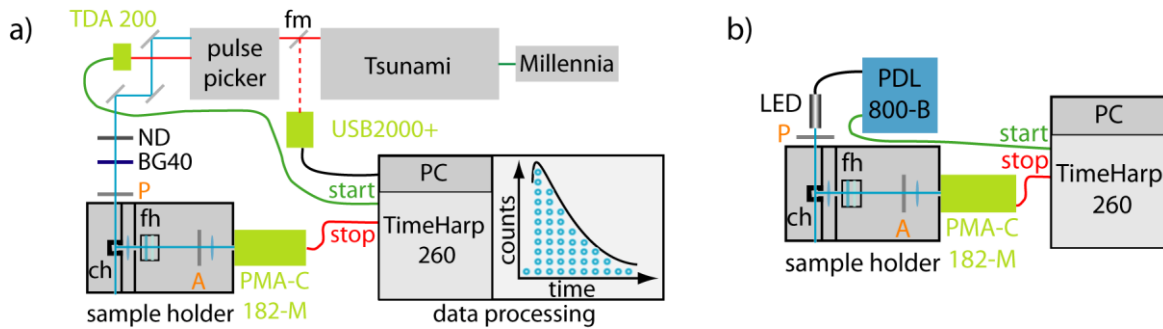 a)
TDA 200
fm
pulse
picker
Tsunami
Millennia
ND
BG40
USB2000+
P
start
PC
fh
stop
TimeHarp
260
counts
ch
A
PMA-C
182-M
time
sample holder
data processing
b)
PDL
800-B
LED
P
PC
start
fh
stop
TimeHarp
260
ch
A
PMA-C
182-M
sample holder